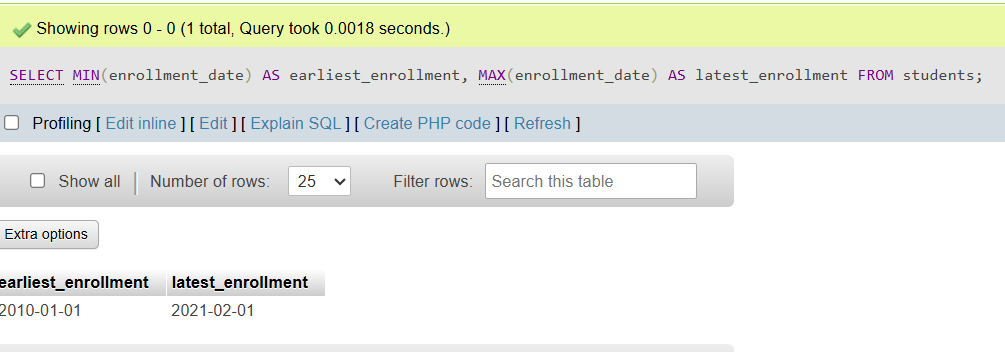 Showing rows 0 - 0 (1 total, Query took 0.0018 seconds.)
SELECT MIN(enrollment_date) AS earliest_enrollment, MAX(enrollment_date) AS latest_enrollment FROM students;
Profiling [ Edit inline ] [ Edit ] [ Explain SQL ] [ Create PHP code ] [ Refresh ]
Show all Number of rows: 25 Filter rows: Search this table
Extra options
earliest_enrollment latest_enrollment
2010-01-01 2021-02-01